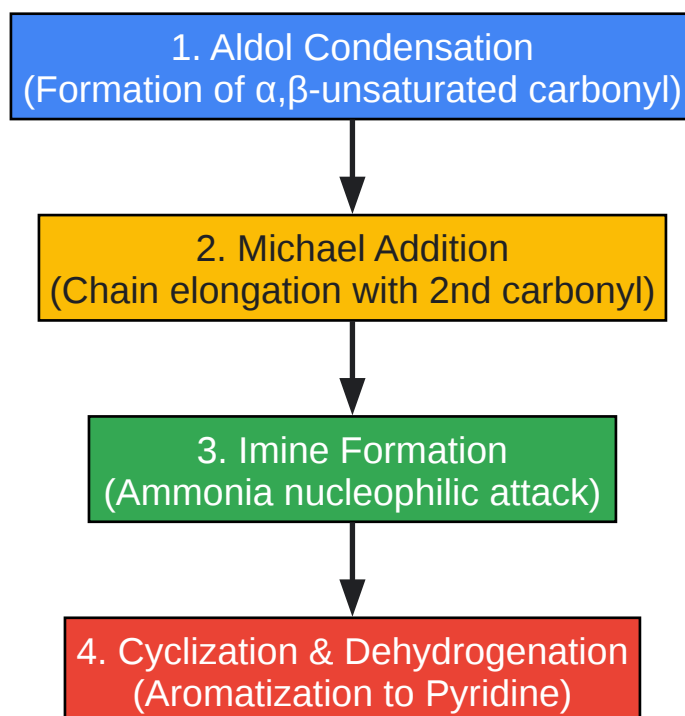 1. Aldol Condensation
(Formation of α,β-unsaturated carbonyl)
2. Michael Addition
(Chain elongation with 2nd carbonyl)
3. Imine Formation
(Ammonia nucleophilic attack)
4. Cyclization & Dehydrogenation
(Aromatization to Pyridine)